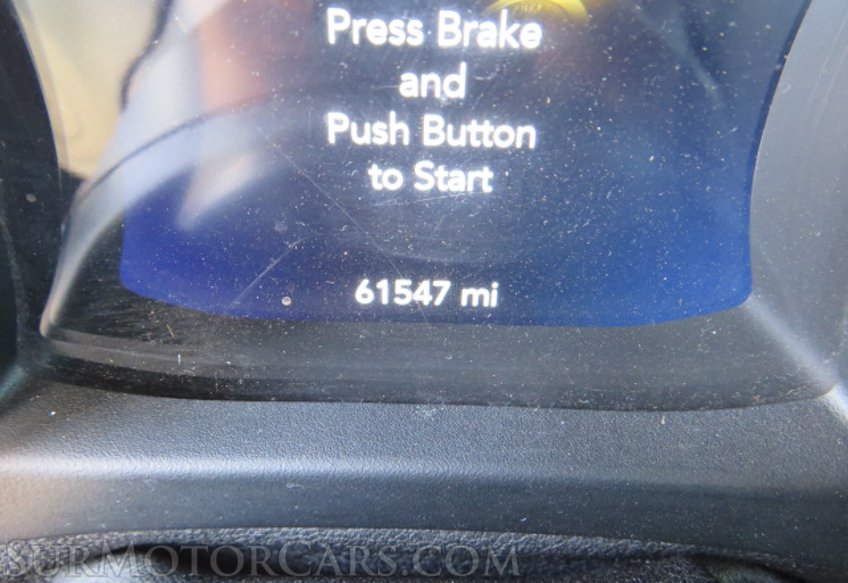 Press Brake
and
Push Button
to Start
61547 mi
SURMOTORCARS.COM